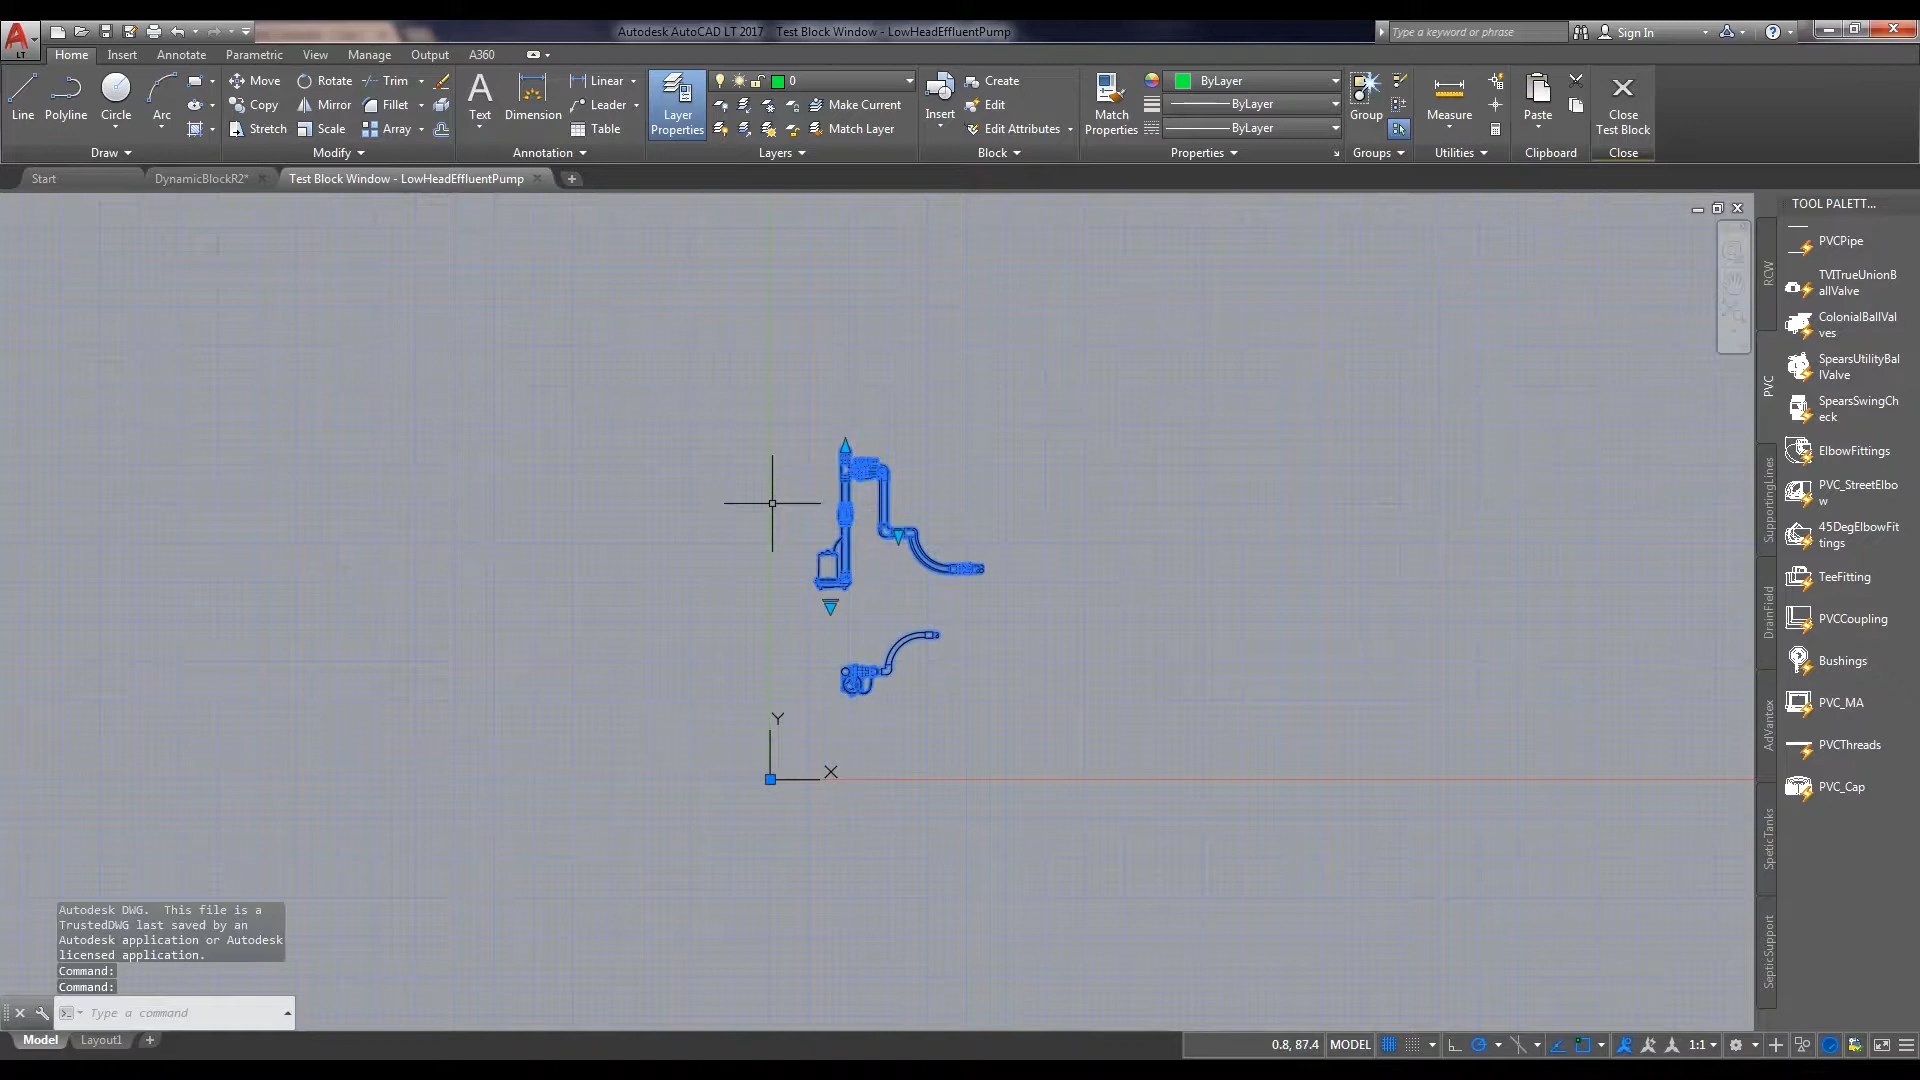 Autodesk AutoCAD LT 2017 Test Block Window - LowHeadEffluentPump
Type a keyword or phrase
Sign In
LT
Home Insert Annotate Parametric View Manage Output A360
Line Polyline Circle Arc
Move Rotate Trim
Copy Mirror Fillet
Stretch Scale Array
Text Dimension
Linear
Leader
Table
Layer Properties
0
Make Current
Match Layer
Insert
Create
Edit
Edit Attributes
Match Properties
ByLayer
ByLayer
ByLayer
Group
Measure
Paste
Close Test Block
Draw Modify Annotation Layers Block Properties Groups Utilities Clipboard Close
Start DynamicBlockR2* Test Block Window - LowHeadEffluentPump
TOOL PALETT...
PVCPipe
TVITrueUnionB
allValve
ColonialBallVal
ves
SpearsUtilityBal
lValve
SpearsSwingCh
eck
ElbowFittings
PVC_StreetElbo
w
45DegElbowFit
tings
TeeFitting
PVCCoupling
Bushings
PVC_MA
PVCThreads
PVC_Cap
RCW
PVC
SupportingLines
DrainField
AdVantex
SpeticTanks
SepticSupport
Y
X
Autodesk DWG. This file is a
TrustedDWG last saved by an
Autodesk application or Autodesk
licensed application.
Command:
Command:
Type a command
Model Layout1
0.8, 87.4 MODEL 1:1